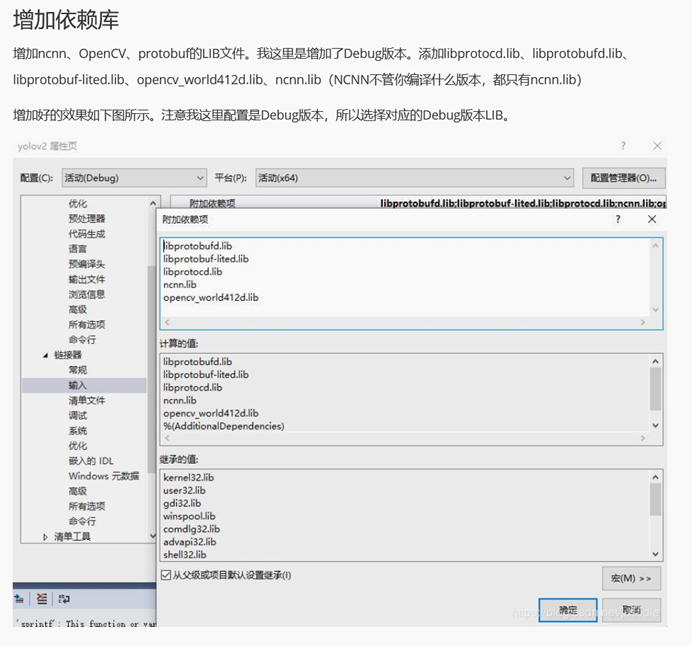 增加依赖库
增加ncnn、OpenCV、protobuf的LIB文件。我这里是增加了Debug版本。添加libprotocd.lib、libprotobufd.lib、
libprotobuf-lited.lib、opencv_world412d.lib、ncnn.lib（NCNN不管你编译什么版本，都只有ncnn.lib）
增加好的效果如下图所示。注意我这里配置是Debug版本，所以选择对应的Debug版本LIB。
yolov2 属性页
配置(C): 活动(Debug) 平台(P): 活动(x64) 配置管理器(O)...
优化
预处理器
代码生成
语言
预编译头
输出文件
浏览信息
高级
所有选项
命令行
链接器
常规
输入
清单文件
调试
系统
优化
嵌入的 IDL
Windows 元数据
高级
所有选项
命令行
清单工具
附加依赖项 libprotobufd.lib;libprotobuf-lited.lib;libprotocd.lib;ncnn.lib;op
附加依赖项
libprotobufd.lib
libprotobuf-lited.lib
libprotocd.lib
ncnn.lib
opencv_world412d.lib
计算的值:
libprotobufd.lib
libprotobuf-lited.lib
libprotocd.lib
ncnn.lib
opencv_world412d.lib
%(AdditionalDependencies)
继承的值:
kernel32.lib
user32.lib
gdi32.lib
winspool.lib
comdlg32.lib
advapi32.lib
shell32.lib
从父级或项目默认设置继承(I)
宏(M) >>
确定 取消
'sprintf': This function or var